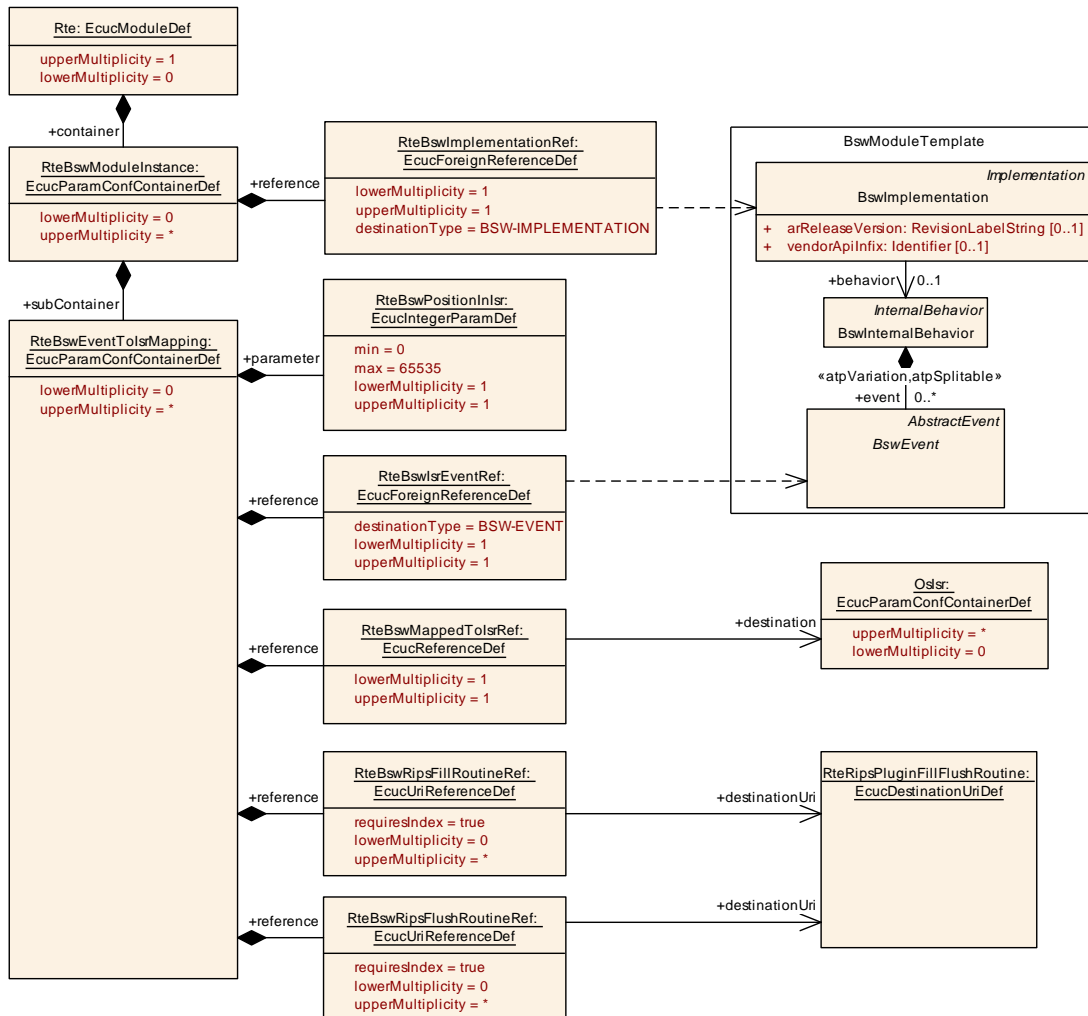 Rte: EcucModuleDef
upperMultiplicity = 1
lowerMultiplicity = 0
+container
RteBswModuleInstance:
EcucParamConfContainerDef
lowerMultiplicity = 0
upperMultiplicity = *
+reference
RteBswImplementationRef:
EcucForeignReferenceDef
lowerMultiplicity = 1
upperMultiplicity = 1
destinationType = BSW-IMPLEMENTATION
BswModuleTemplate
Implementation
BswImplementation
+ arReleaseVersion: RevisionLabelString [0..1]
+ vendorApiInfix: Identifier [0..1]
+behavior 0..1
InternalBehavior
BswInternalBehavior
«atpVariation,atpSplitable»
+event 0..*
AbstractEvent
BswEvent
+subContainer
RteBswEventToIsrMapping:
EcucParamConfContainerDef
lowerMultiplicity = 0
upperMultiplicity = *
+parameter
RteBswPositionInIsr:
EcucIntegerParamDef
min = 0
max = 65535
lowerMultiplicity = 1
upperMultiplicity = 1
+reference
RteBswIsrEventRef:
EcucForeignReferenceDef
destinationType = BSW-EVENT
lowerMultiplicity = 1
upperMultiplicity = 1
+reference
RteBswMappedToIsrRef:
EcucReferenceDef
lowerMultiplicity = 1
upperMultiplicity = 1
+destination
OsIsr:
EcucParamConfContainerDef
upperMultiplicity = *
lowerMultiplicity = 0
+reference
RteBswRipsFillRoutineRef:
EcucUriReferenceDef
requiresIndex = true
lowerMultiplicity = 0
upperMultiplicity = *
+destinationUri
RteRipsPluginFillFlushRoutine:
EcucDestinationUriDef
+reference
RteBswRipsFlushRoutineRef:
EcucUriReferenceDef
requiresIndex = true
lowerMultiplicity = 0
upperMultiplicity = *
+destinationUri